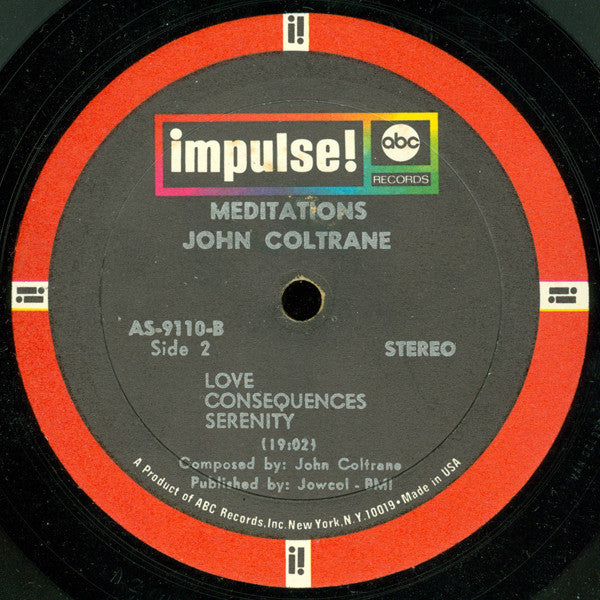 i!
impulse!
abc
RECORDS
MEDITATIONS
JOHN COLTRANE
i!
i!
AS-9110-B
Side 2
STEREO
LOVE
CONSEQUENCES
SERENITY
(19:02)
Composed by: John Coltrane
Published by: Jowcol - BMI
A Product of ABC Records, Inc. New York, N.Y. 10019 • Made in USA
i!